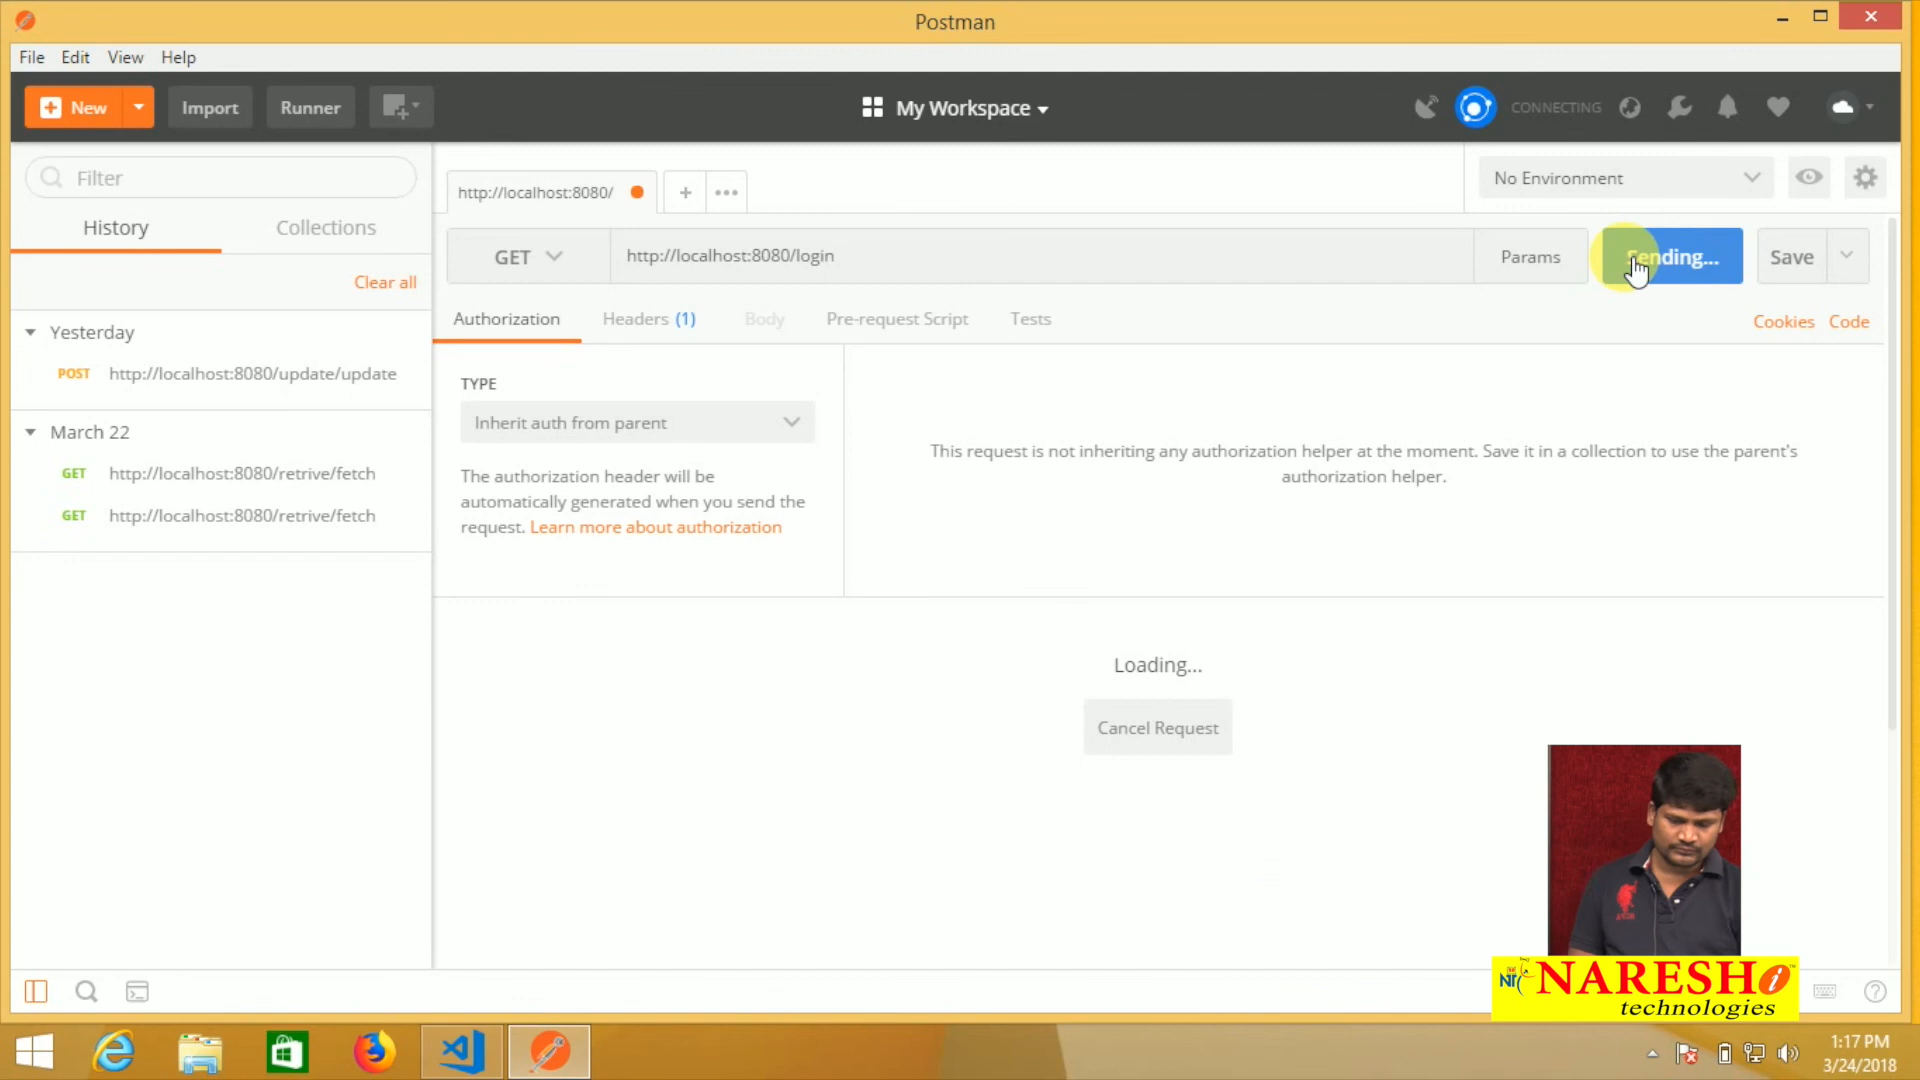 Postman
File Edit View Help
New Import Runner My Workspace CONNECTING
Filter
History Collections
Clear all
Yesterday
POST http://localhost:8080/update/update
March 22
GET http://localhost:8080/retrive/fetch
GET http://localhost:8080/retrive/fetch
http://localhost:8080/
No Environment
GET http://localhost:8080/login Params Sending... Save
Authorization Headers (1) Body Pre-request Script Tests Cookies Code
TYPE
Inherit auth from parent
The authorization header will be
automatically generated when you send the
request. Learn more about authorization
This request is not inheriting any authorization helper at the moment. Save it in a collection to use the parent's
authorization helper.
Loading...
Cancel Request
NARESH i
technologies
1:17 PM
3/24/2018